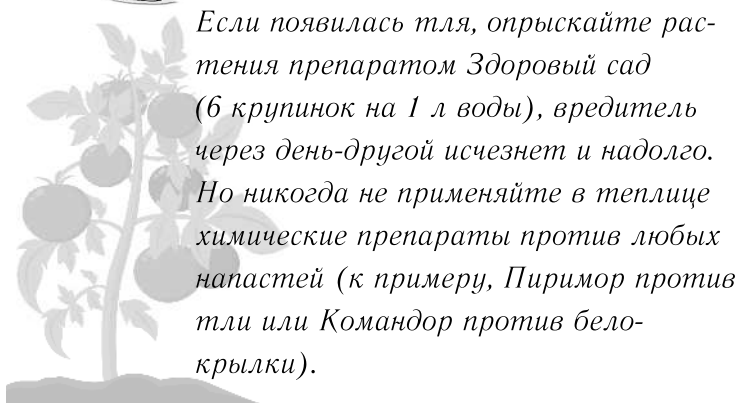 Если появилась тля, опрыскайте рас-
тения препаратом Здоровый сад
(6 крупинок на 1 л воды), вредитель
через день-другой исчезнет и надолго.
Но никогда не применяйте в теплице
химические препараты против любых
напастей (к примеру, Пиримор против
тли или Командор против бело-
крылки).